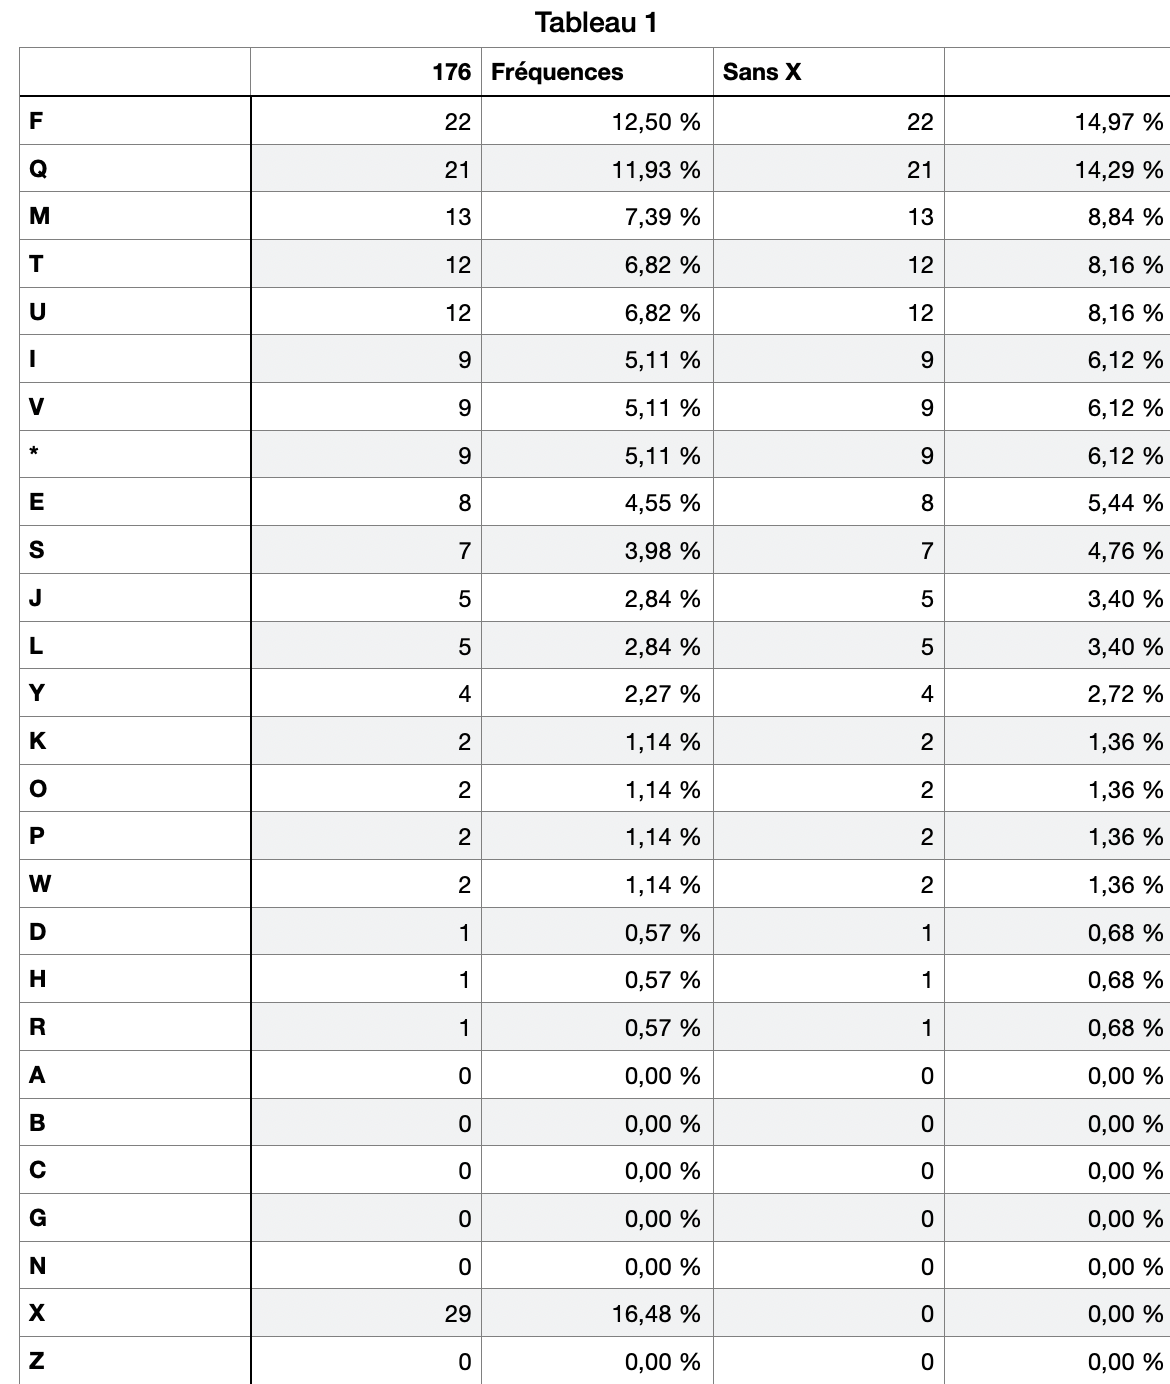 Tableau 1
176 Fréquences Sans X
F 22 12,50 % 22 14,97 %
Q 21 11,93 % 21 14,29 %
M 13 7,39 % 13 8,84 %
T 12 6,82 % 12 8,16 %
U 12 6,82 % 12 8,16 %
I 9 5,11 % 9 6,12 %
V 9 5,11 % 9 6,12 %
* 9 5,11 % 9 6,12 %
E 8 4,55 % 8 5,44 %
S 7 3,98 % 7 4,76 %
J 5 2,84 % 5 3,40 %
L 5 2,84 % 5 3,40 %
Y 4 2,27 % 4 2,72 %
K 2 1,14 % 2 1,36 %
O 2 1,14 % 2 1,36 %
P 2 1,14 % 2 1,36 %
W 2 1,14 % 2 1,36 %
D 1 0,57 % 1 0,68 %
H 1 0,57 % 1 0,68 %
R 1 0,57 % 1 0,68 %
A 0 0,00 % 0 0,00 %
B 0 0,00 % 0 0,00 %
C 0 0,00 % 0 0,00 %
G 0 0,00 % 0 0,00 %
N 0 0,00 % 0 0,00 %
X 29 16,48 % 0 0,00 %
Z 0 0,00 % 0 0,00 %